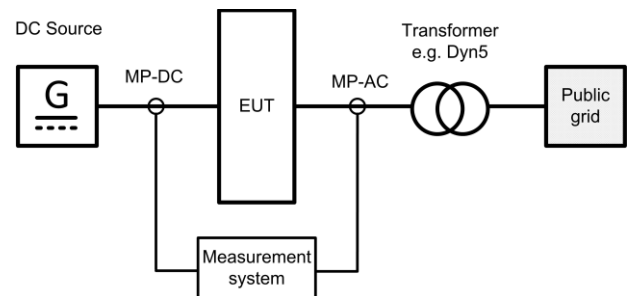 DC Source
G
MP-DC
EUT
MP-AC
Transformer
e.g. Dyn5
Public
grid
Measurement
system